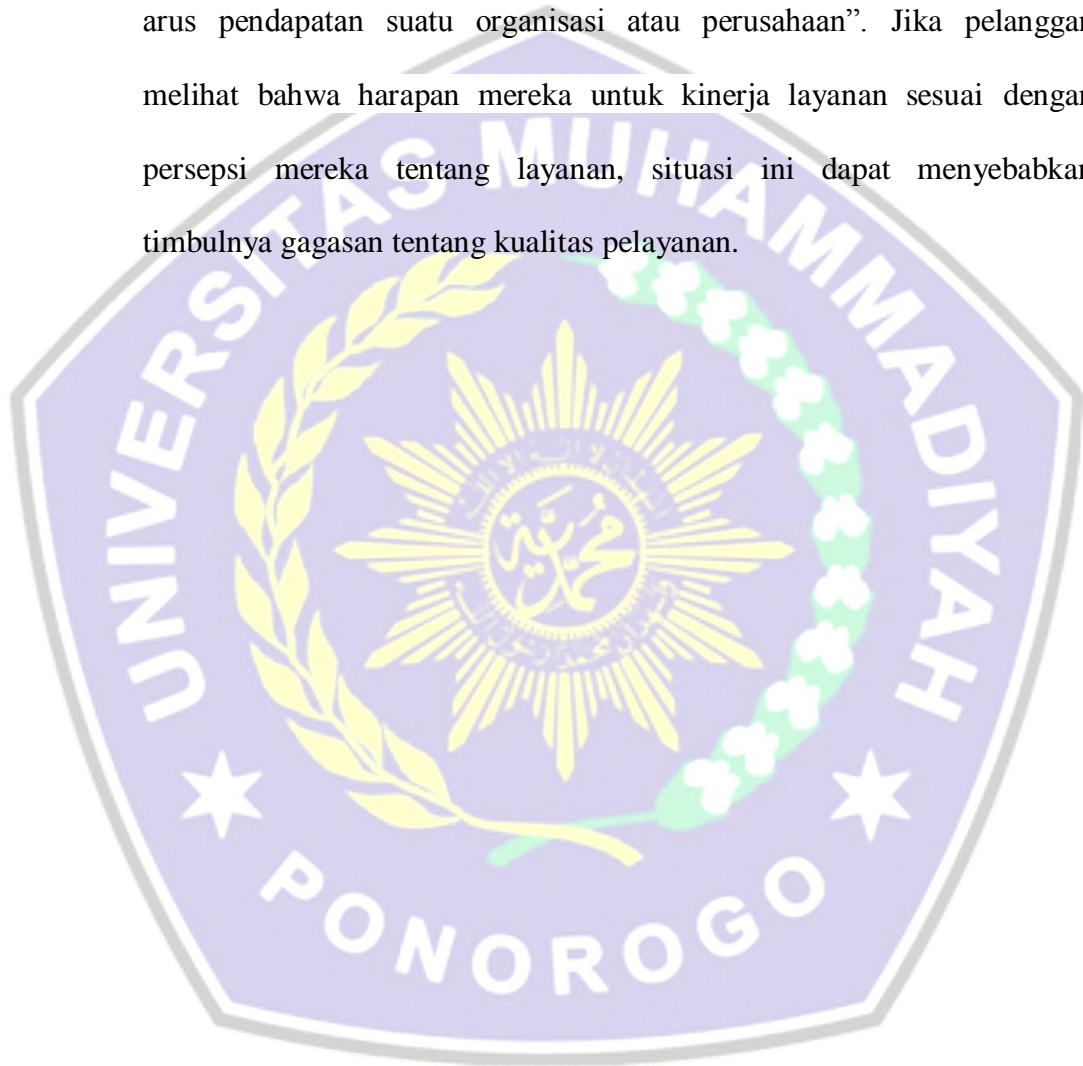 arus pendapatan suatu organisasi atau perusahaan”. Jika pelanggan
melihat bahwa harapan mereka untuk kinerja layanan sesuai dengan
persepsi mereka tentang layanan, situasi ini dapat menyebabkan
timbulnya gagasan tentang kualitas pelayanan.
UNIVERSITAS MUHAMMADIYAH
محمدية
PONOROGO